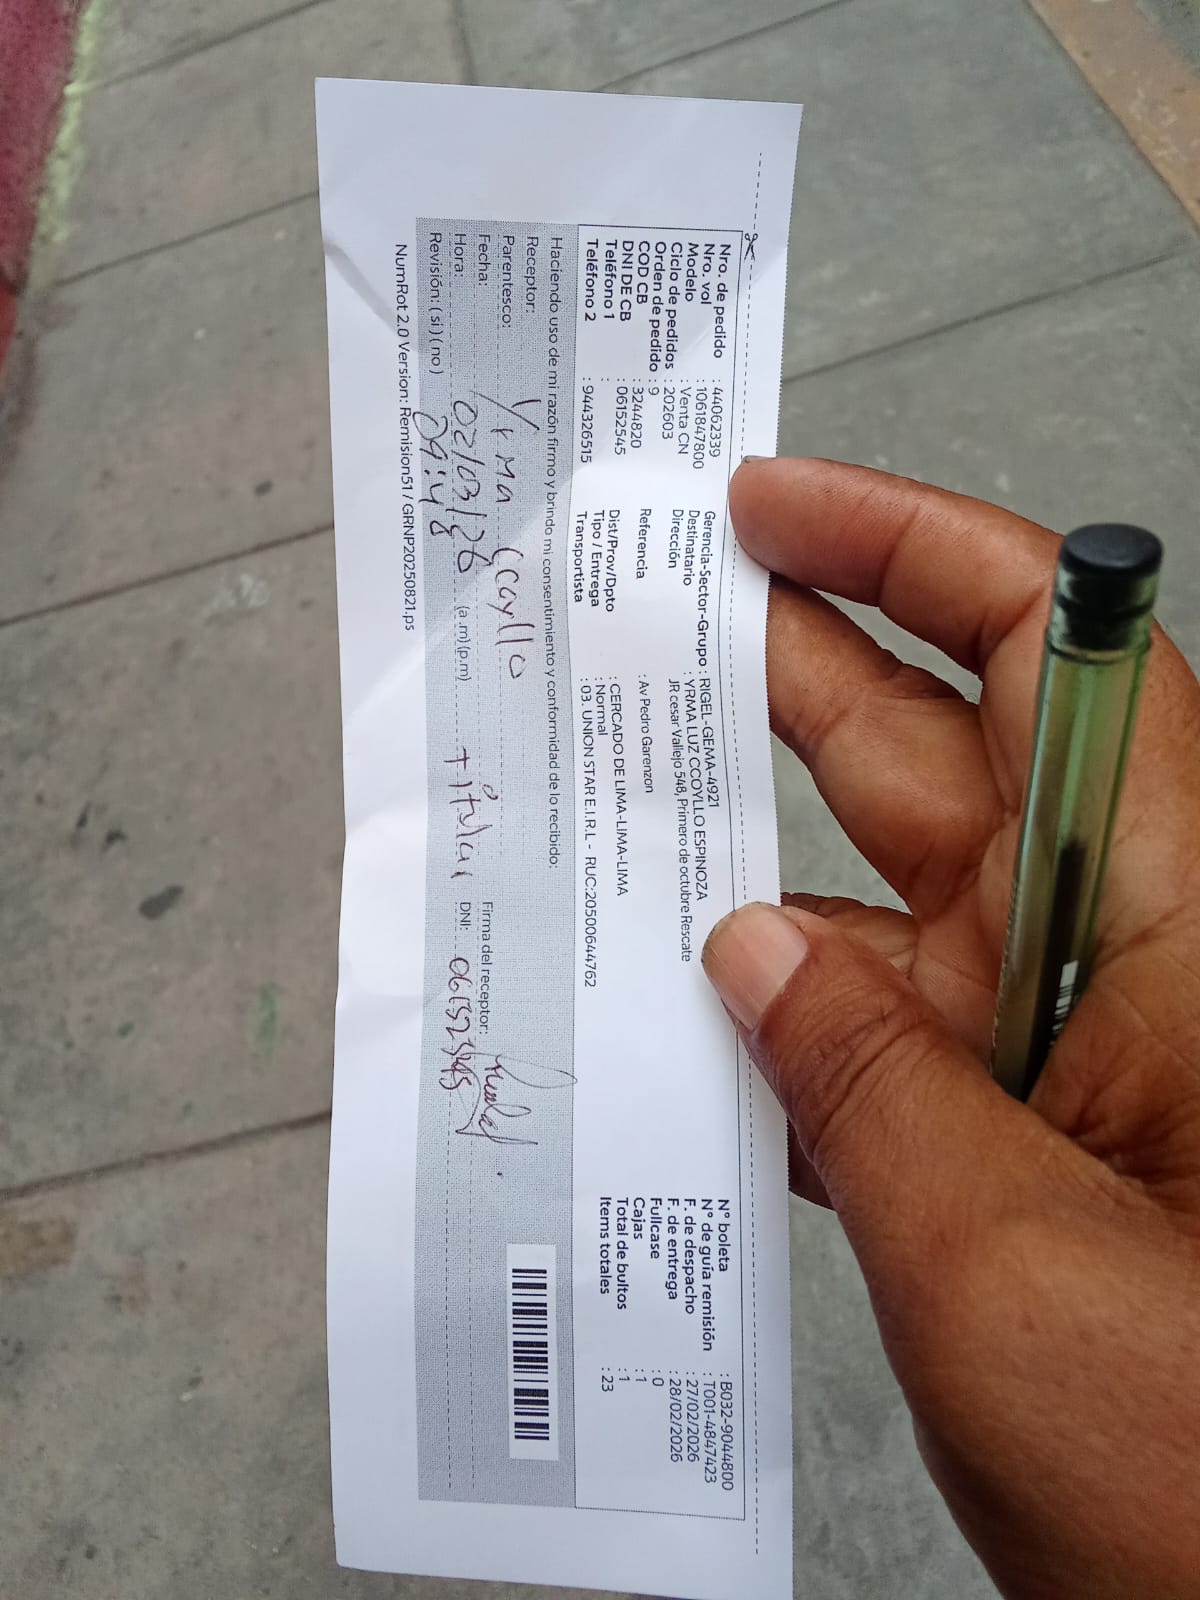 Nro. de pedido : 44062339
Nro. vol : 1061847800
Modelo : Venta CN
Ciclo de pedidos : 202603
Orden de pedido : 9
COD CB : 3244820
DNI DE CB : 06152545
Teléfono 1 :
Teléfono 2 : 944326515
Gerencia-Sector-Grupo : RIGEL-GEMA-4921
Destinatario : YRMA LUZ CCOYLLO ESPINOZA
Dirección JR cesar Vallejo 548, Primero de octubre Rescate
Referencia : Av Pedro Garenzon
Dist/Prov/Dpto : CERCADO DE LIMA-LIMA-LIMA
Tipo / Entrega : Normal
Transportista : 03. UNION STAR E.I.R.L - RUC:20500644762
N° boleta : B032-9044800
N° de guía remisión : T001-4847423
F. de despacho : 27/02/2026
F. de entrega : 28/02/2026
Fullcase : 0
Cajas : 1
Total de bultos : 1
Items totales : 23
Haciendo uso de mi razón firmo y brindo mi consentimiento y conformidad de lo recibido:
Receptor: Yrma Ccoyllo
Parentesco: titular
Fecha: 02/03/26
Hora: 09:48 (a.m)(p.m)
Revisión: ( si ) ( no )
Firma del receptor:
DNI:
NumRot 2.0 Version: Remision51 / GRNP20250821.ps